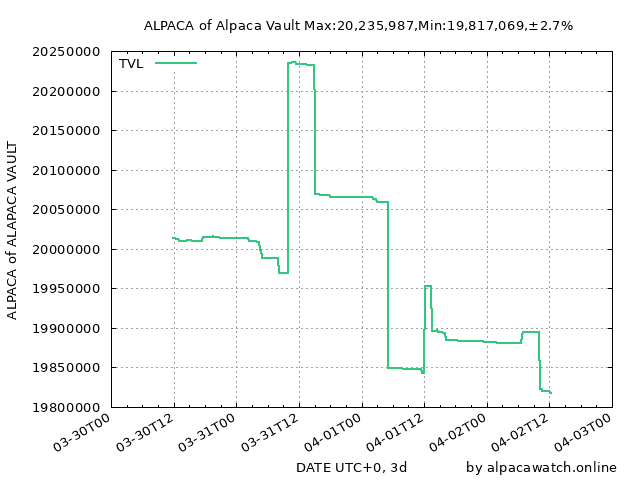 ALPACA of Alpaca Vault Max:20,235,987,Min:19,817,069,±2.7%
TVL
ALPACA of ALAPACA VAULT
20250000
20200000
20150000
20100000
20050000
20000000
19950000
19900000
19850000
19800000
03-30T00
03-30T12
03-31T00
03-31T12
04-01T00
04-01T12
04-02T00
04-02T12
04-03T00
DATE UTC+0, 3d
by alpacawatch.online